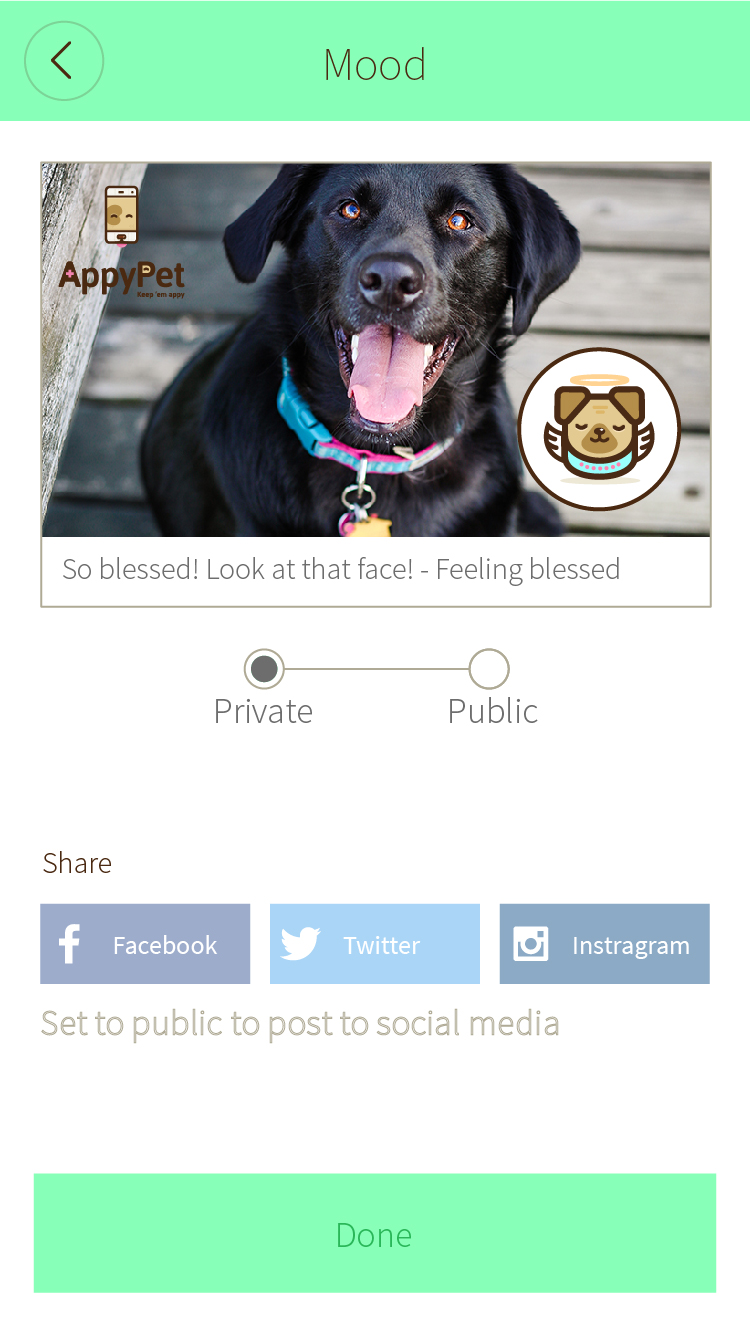 Mood
AppyPet
Keep 'em appy
So blessed! Look at that face! - Feeling blessed
Private
Public
Share
Facebook
Twitter
Instragram
Set to public to post to social media
Done